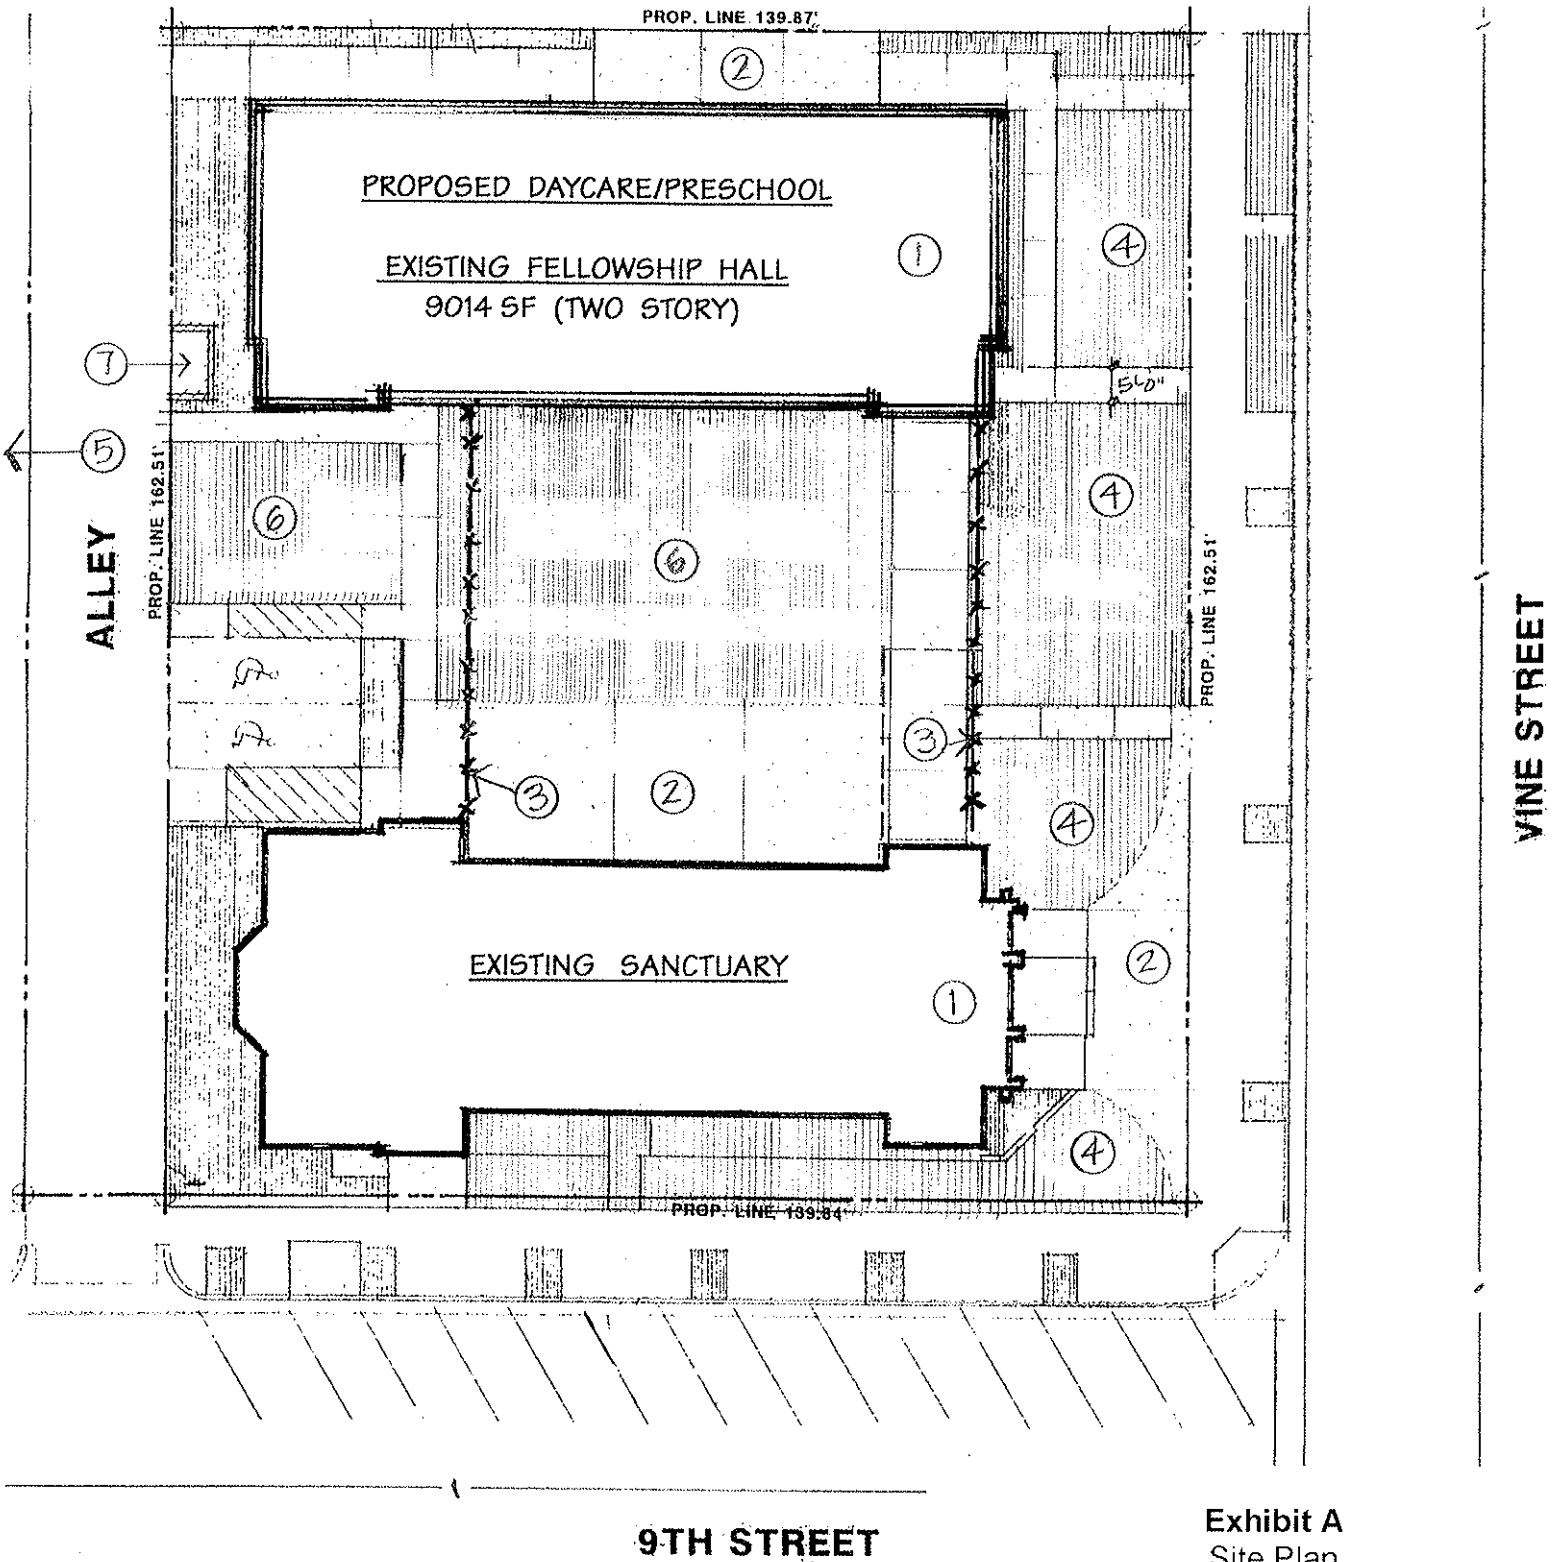 PROP. LINE 139.87'
2
PROPOSED DAYCARE/PRESCHOOL
EXISTING FELLOWSHIP HALL
9014 SF (TWO STORY)
1
4
7
5'-0"
5
ALLEY
PROP. LINE 162.51'
6
6
4
PROP. LINE 162.51'
VINE STREET
3
3
2
4
EXISTING SANCTUARY
1
2
4
PROP. LINE 139.84'
9TH STREET
Exhibit A
Site Plan